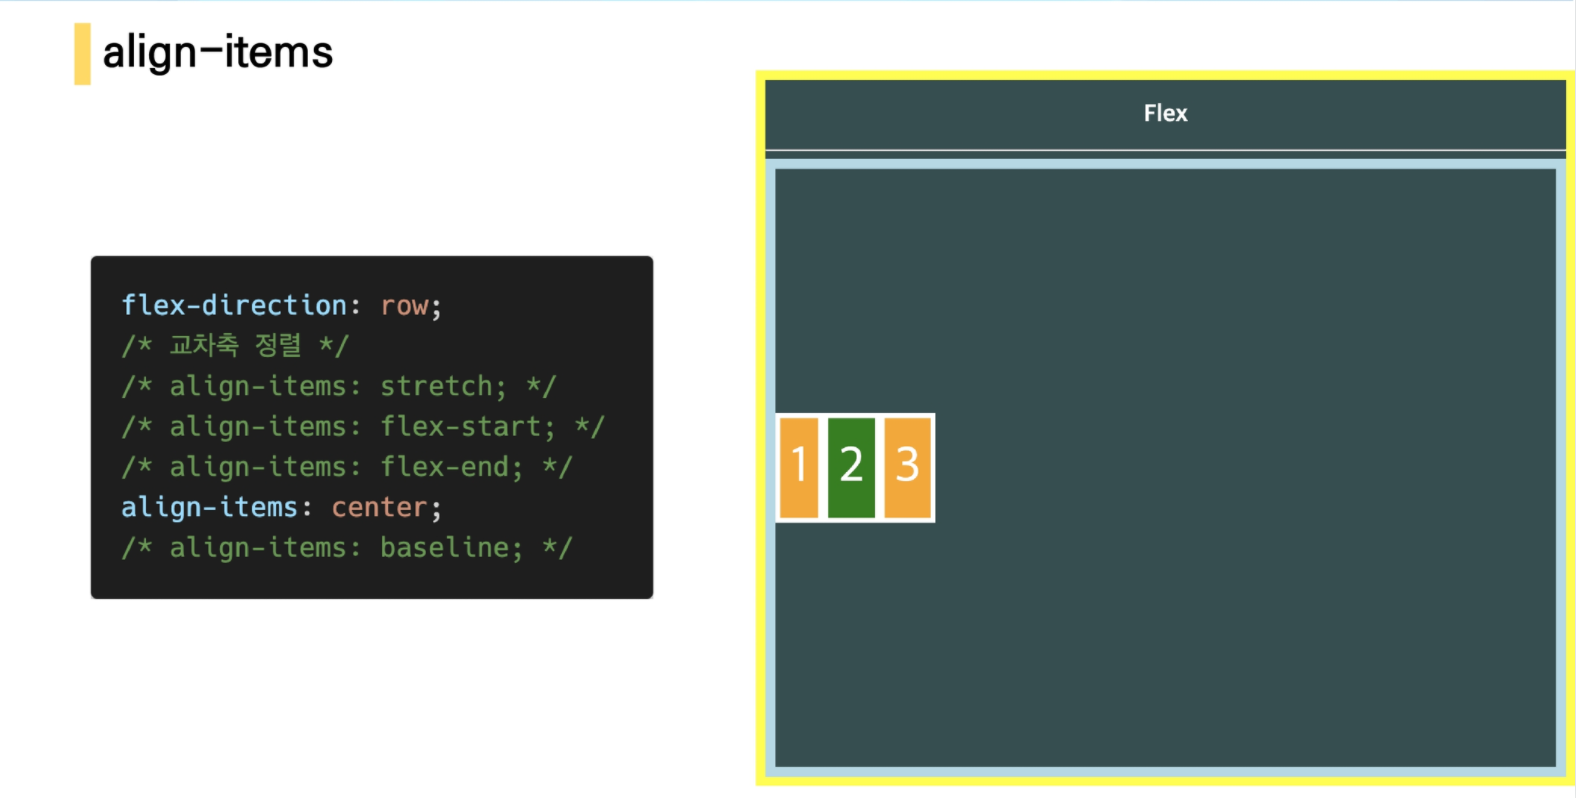 align-items
flex-direction: row;
/* 교차축 정렬 */
/* align-items: stretch; */
/* align-items: flex-start; */
/* align-items: flex-end; */
align-items: center;
/* align-items: baseline; */
Flex
1 2 3